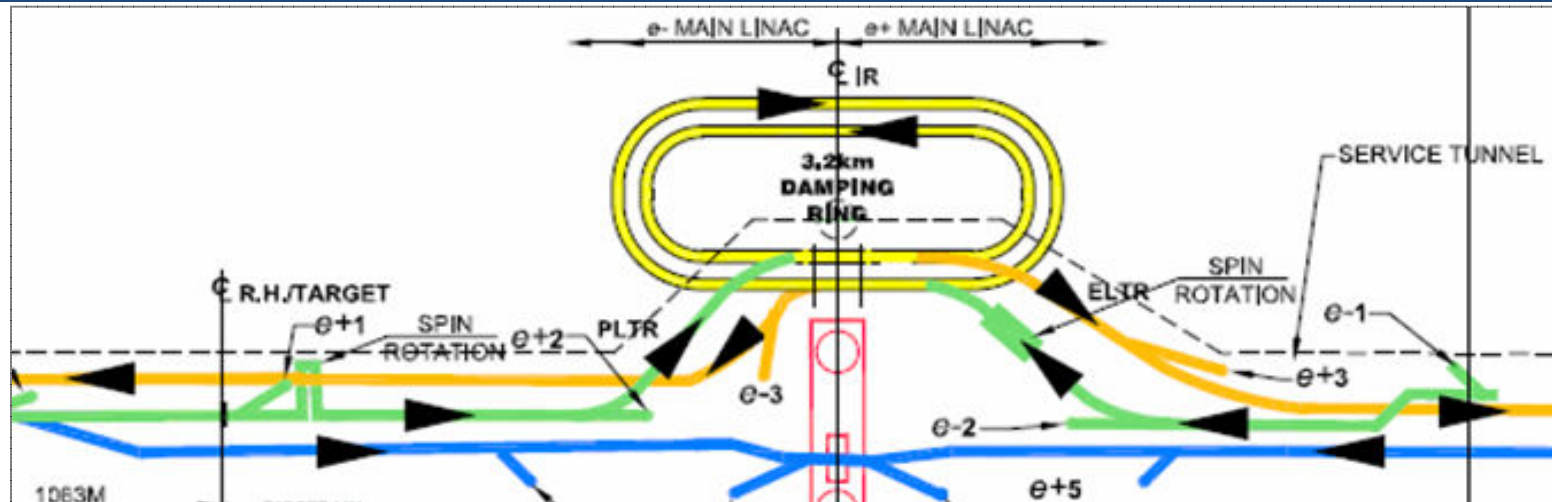 e- MAIN LINAC
e+ MAIN LINAC
℄ IR
3.2km
DAMPING
RING
SERVICE TUNNEL
℄ R.H./TARGET
e+1
SPIN
ROTATION
e+2
PLTR
ELTR
SPIN
ROTATION
e-1
e-3
e+3
e-2
e+5
1063M